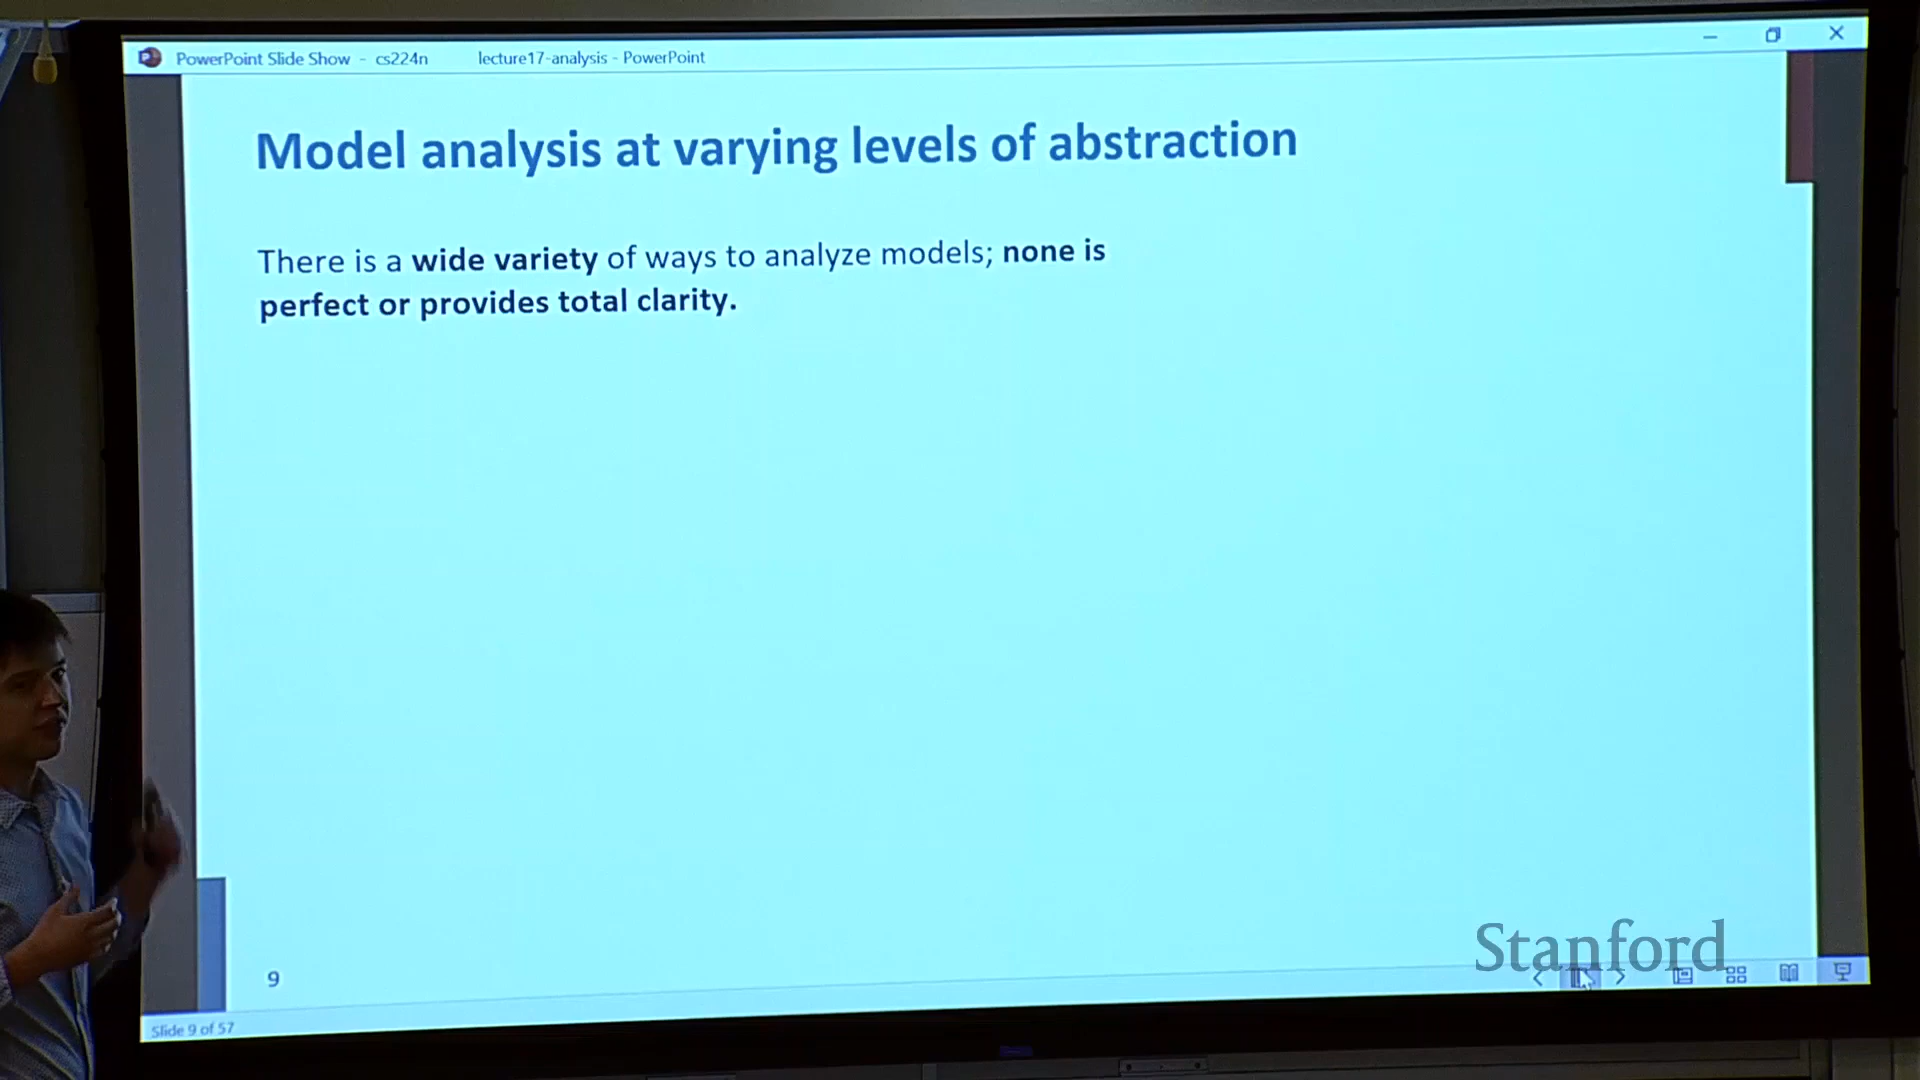 PowerPoint Slide Show - cs224n lecture17-analysis - PowerPoint
Model analysis at varying levels of abstraction
There is a wide variety of ways to analyze models; none is
perfect or provides total clarity.
Stanford
9
Slide 9 of 57